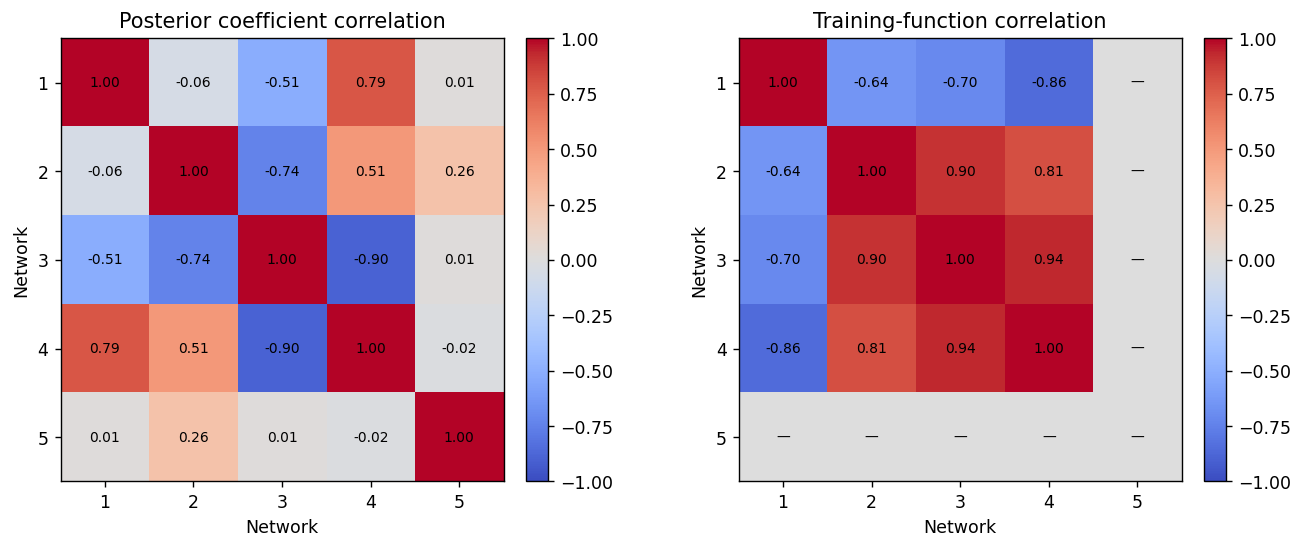 Posterior coefficient correlation
Network
1 1.00 -0.06 -0.51 0.79 0.01
2 -0.06 1.00 -0.74 0.51 0.26
3 -0.51 -0.74 1.00 -0.90 0.01
4 0.79 0.51 -0.90 1.00 -0.02
5 0.01 0.26 0.01 -0.02 1.00
1 2 3 4 5
Network
1.00
0.75
0.50
0.25
0.00
−0.25
−0.50
−0.75
−1.00
Training-function correlation
Network
1 1.00 -0.64 -0.70 -0.86 —
2 -0.64 1.00 0.90 0.81 —
3 -0.70 0.90 1.00 0.94 —
4 -0.86 0.81 0.94 1.00 —
5 — — — — —
1 2 3 4 5
Network
1.00
0.75
0.50
0.25
0.00
−0.25
−0.50
−0.75
−1.00